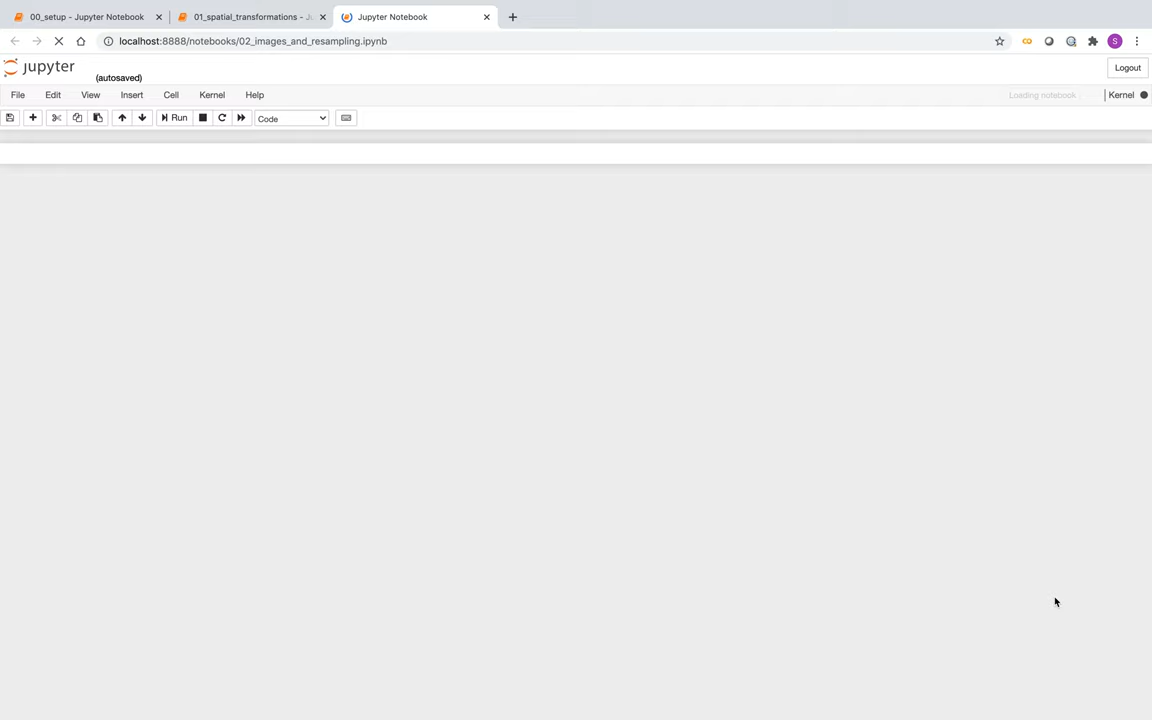 00_setup - Jupyter Notebook
01_spatial_transformations - Ju
Jupyter Notebook
localhost:8888/notebooks/02_images_and_resampling.ipynb
S
jupyter
(autosaved)
Logout
File Edit View Insert Cell Kernel Help
Loading notebook
Kernel
Run
Code